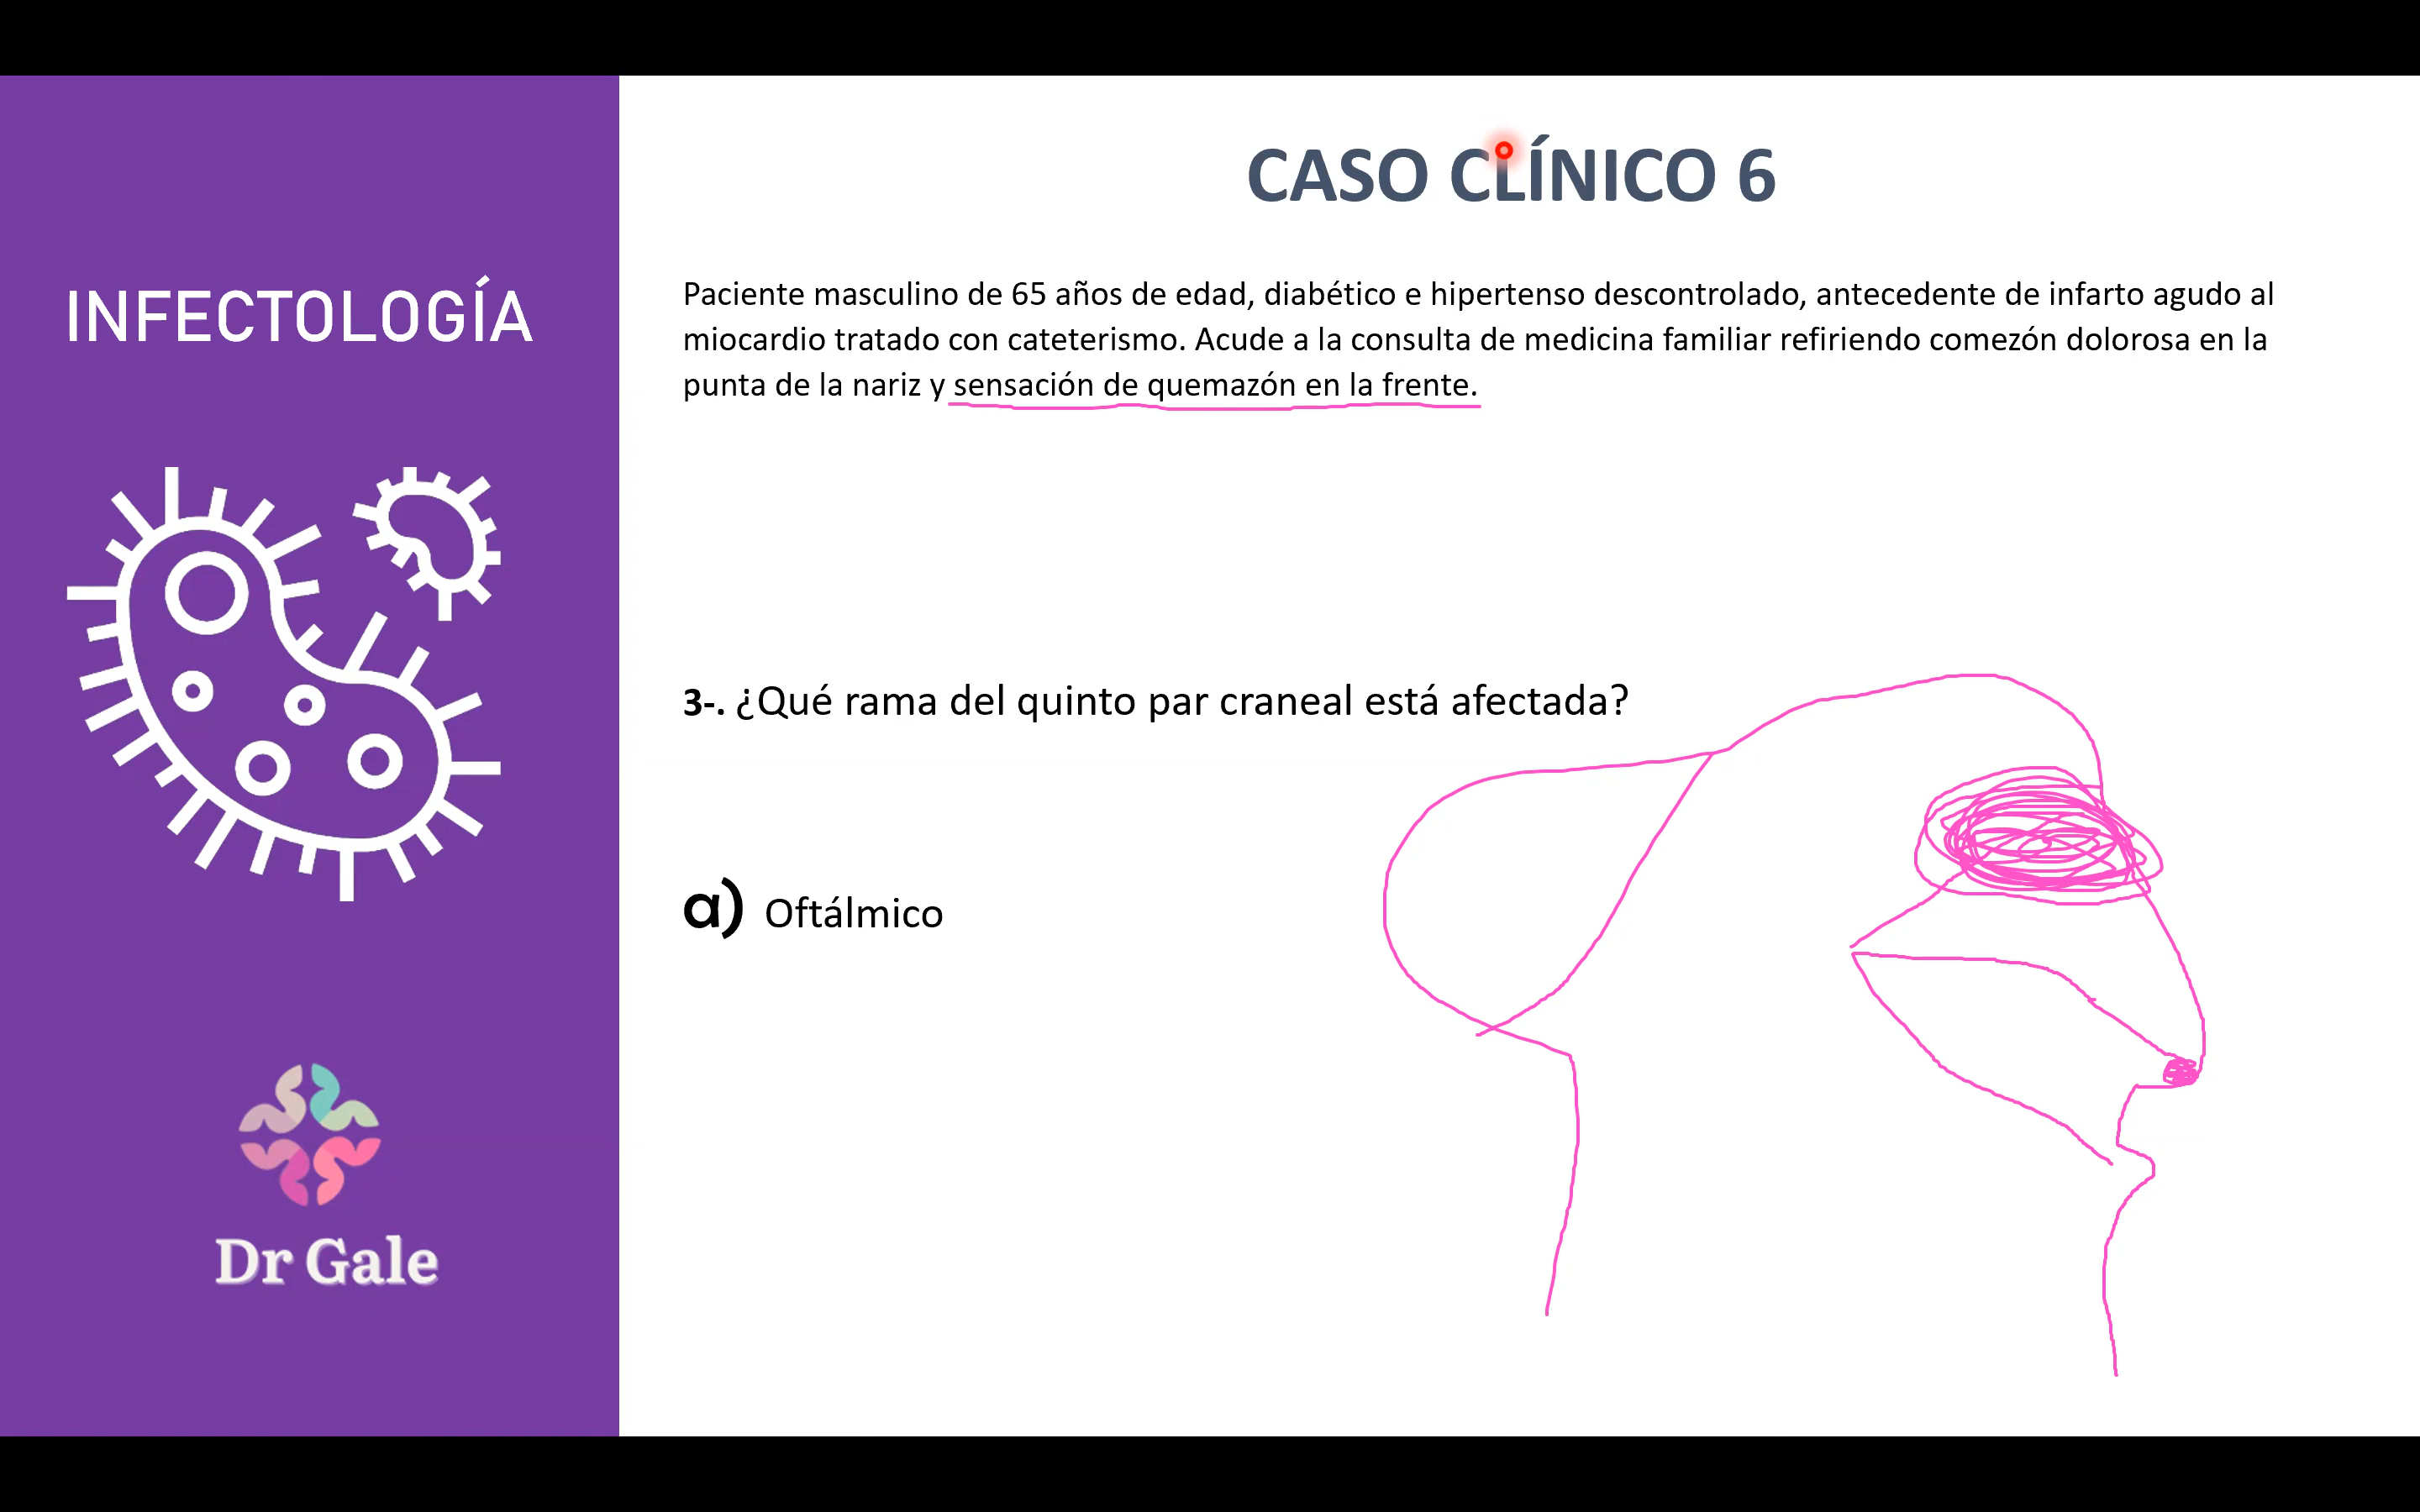 INFECTOLOGÍA
Dr Gale
CASO CLÍNICO 6
Paciente masculino de 65 años de edad, diabético e hipertenso descontrolado, antecedente de infarto agudo al
miocardio tratado con cateterismo. Acude a la consulta de medicina familiar refiriendo comezón dolorosa en la
punta de la nariz y sensación de quemazón en la frente.
3-. ¿Qué rama del quinto par craneal está afectada?
a) Oftálmico